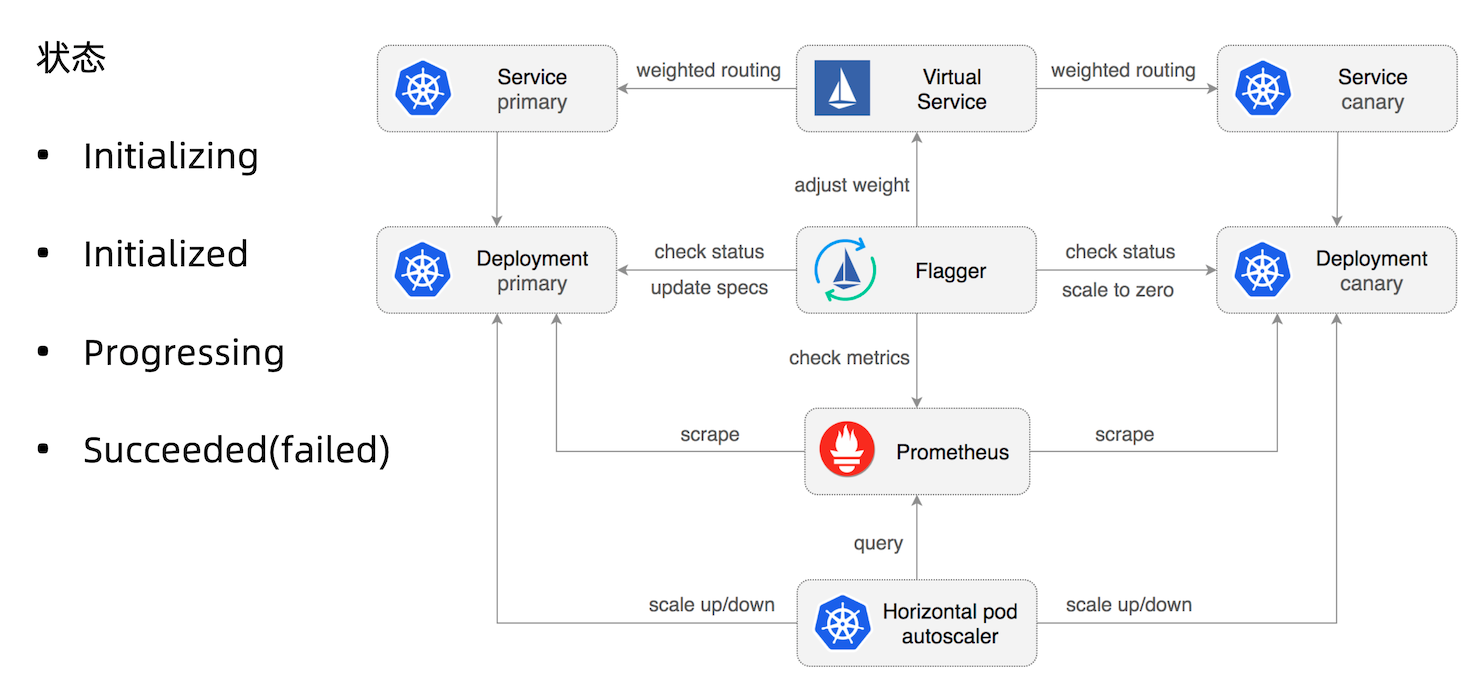 状态
• Initializing
• Initialized
• Progressing
• Succeeded(failed)
Service
primary
weighted routing
Virtual
Service
weighted routing
Service
canary
adjust weight
Deployment
primary
check status
update specs
Flagger
check status
scale to zero
Deployment
canary
check metrics
scrape
Prometheus
scrape
query
scale up/down
Horizontal pod
autoscaler
scale up/down